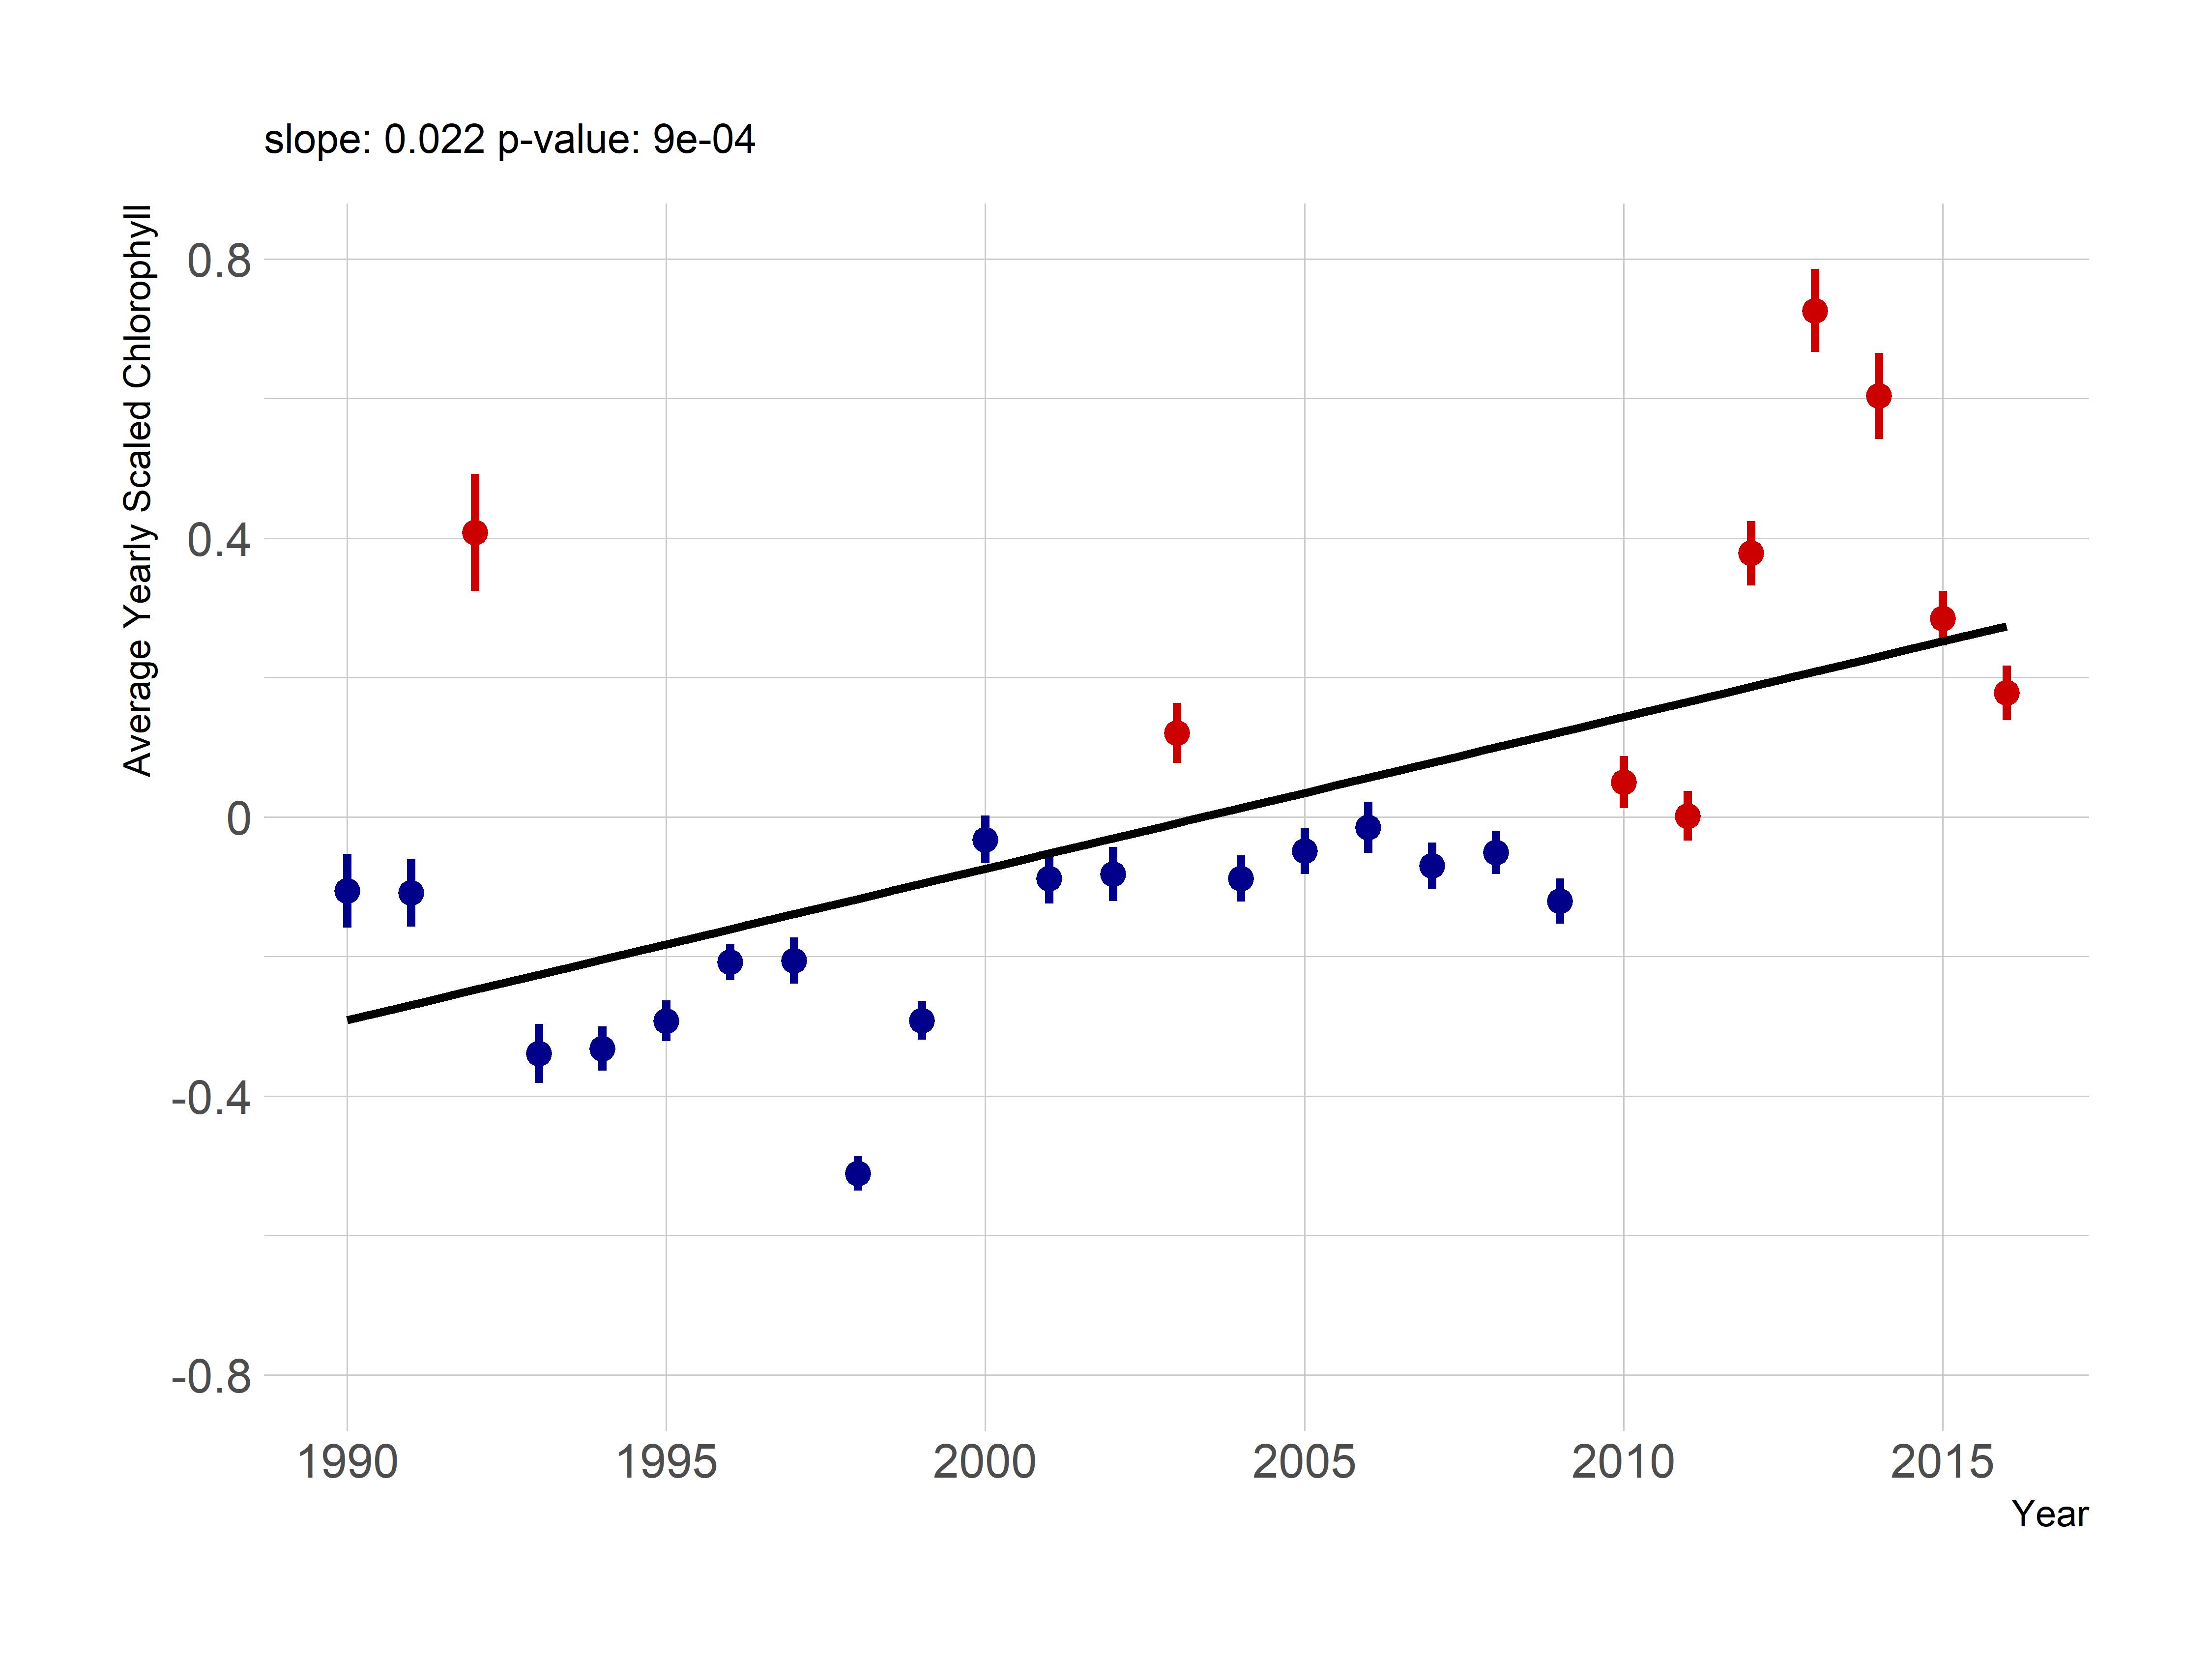 slope: 0.022 p-value: 9e-04
Average Yearly Scaled Chlorophyll
0.8
0.4
0
-0.4
-0.8
1990 1995 2000 2005 2010 2015
Year